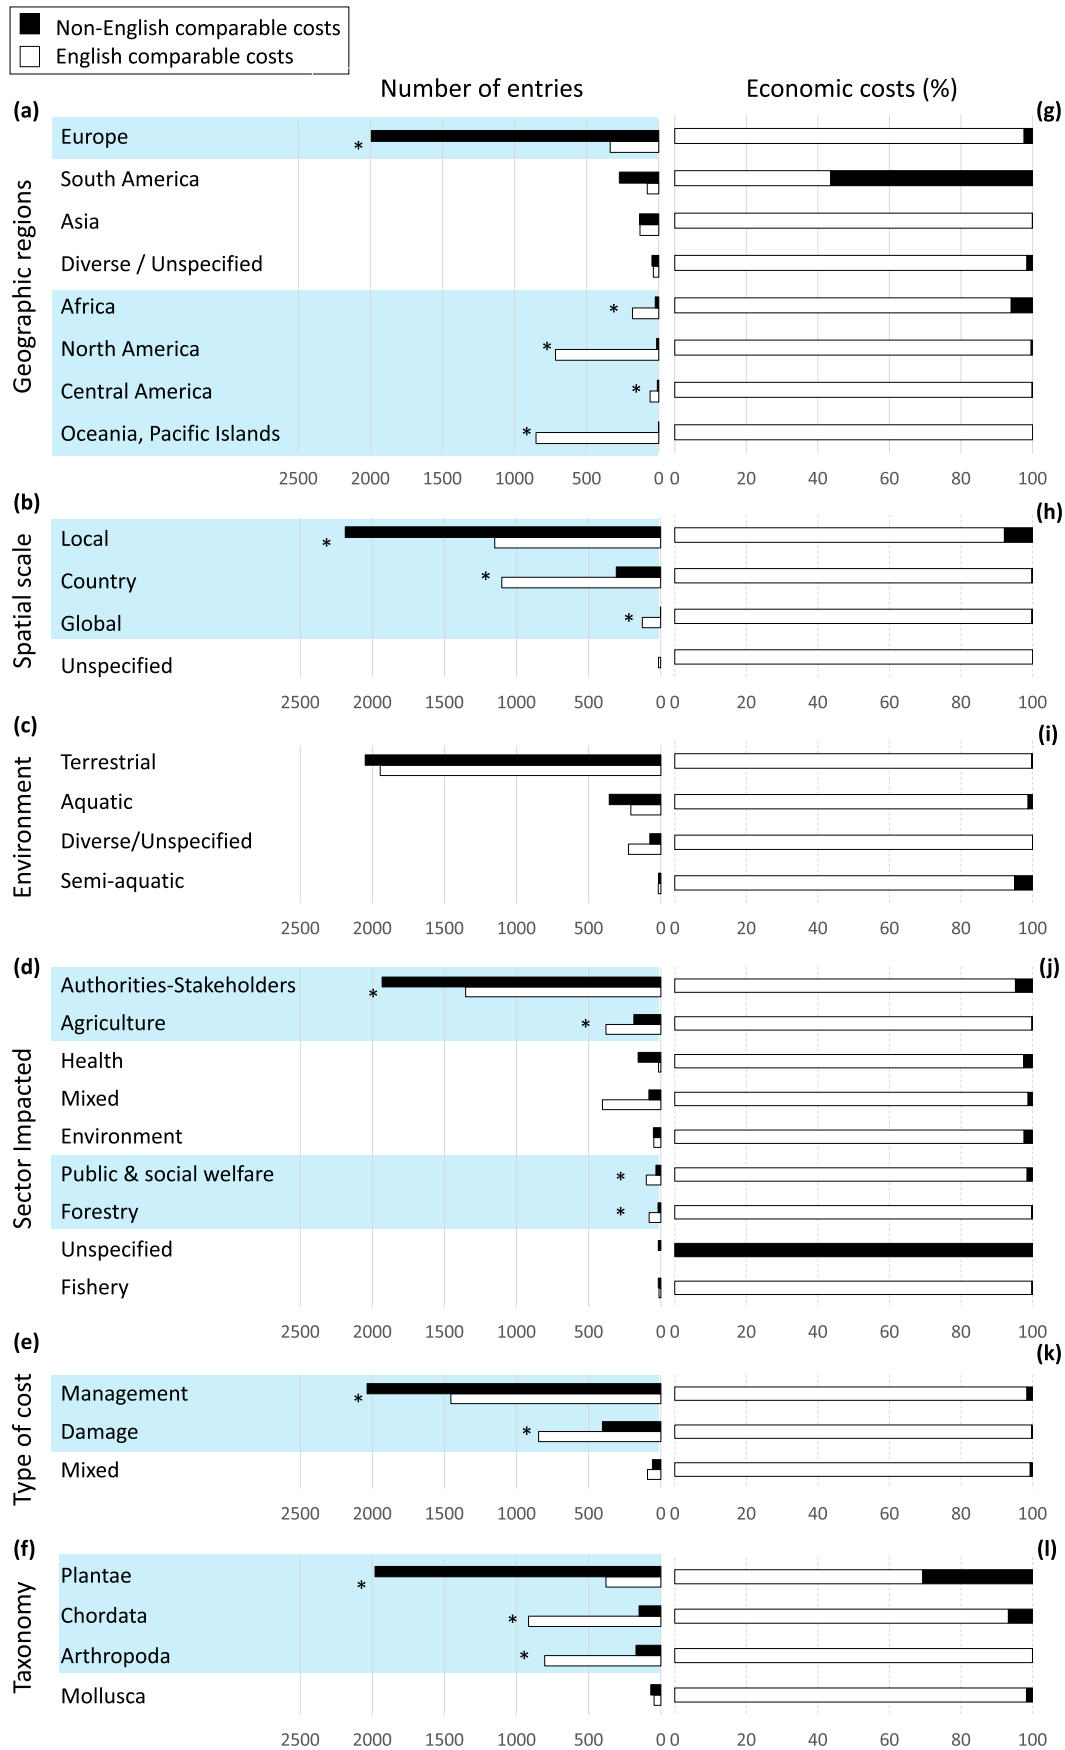 Non-English comparable costs
English comparable costs
Number of entries
Economic costs (%)
(a)
(g)
Geographic regions
Europe
*
South America
Asia
Diverse / Unspecified
Africa
*
North America
*
Central America
*
Oceania, Pacific Islands
*
2500 2000 1500 1000 500 0 0 20 40 60 80 100
(b)
(h)
Spatial scale
Local
*
Country
*
Global
*
Unspecified
2500 2000 1500 1000 500 0 0 20 40 60 80 100
(c)
(i)
Environment
Terrestrial
Aquatic
Diverse/Unspecified
Semi-aquatic
2500 2000 1500 1000 500 0 0 20 40 60 80 100
(d)
(j)
Sector Impacted
Authorities-Stakeholders
*
Agriculture
*
Health
Mixed
Environment
Public & social welfare
*
Forestry
*
Unspecified
Fishery
2500 2000 1500 1000 500 0 0 20 40 60 80 100
(e)
(k)
Type of cost
Management
*
Damage
*
Mixed
2500 2000 1500 1000 500 0 0 20 40 60 80 100
(f)
(l)
Taxonomy
Plantae
*
Chordata
*
Arthropoda
*
Mollusca
2500 2000 1500 1000 500 0 0 20 40 60 80 100